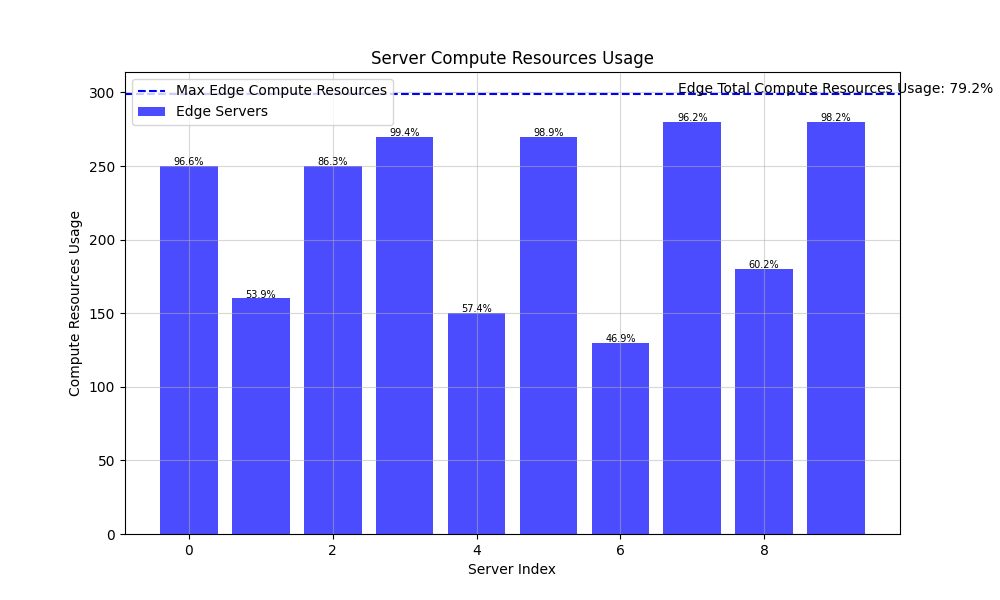 Server Compute Resources Usage
Max Edge Compute Resources
Edge Servers
Edge Total Compute Resources Usage: 79.2%
Compute Resources Usage
300
250
200
150
100
50
0
96.6%
53.9%
86.3%
99.4%
57.4%
98.9%
46.9%
96.2%
60.2%
98.2%
0 2 4 6 8
Server Index